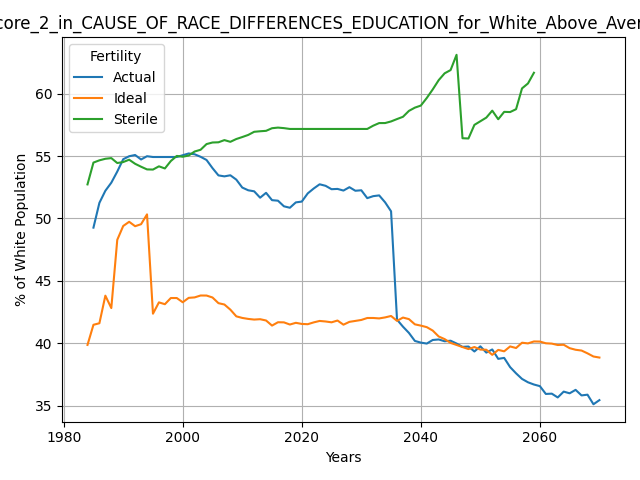 core_2_in_CAUSE_OF_RACE_DIFFERENCES_EDUCATION_for_White_Above_Aver
Fertility
Actual
Ideal
Sterile
% of White Population
60
55
50
45
40
35
1980
2000
2020
2040
2060
Years